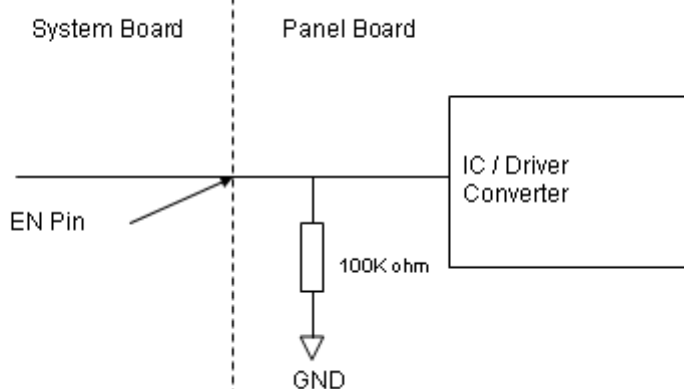 System Board
Panel Board
IC / Driver
Converter
EN Pin
100K ohm
GND